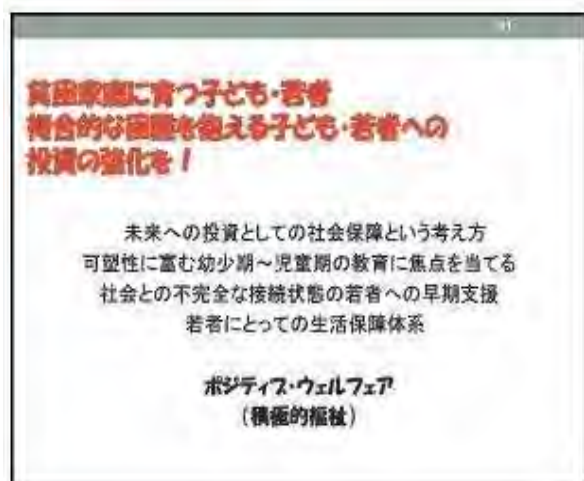 貧困家庭に育つ子ども・若者
複合的な困難を抱える子ども・若者への
投資の強化を!
未来への投資としての社会保障という考え方
可塑性に富む幼少期~児童期の教育に焦点を当てる
社会との不完全な接続状態の若者への早期支援
若者にとっての生活保障体系
ポジティブ・ウェルフェア
(積極的福祉)